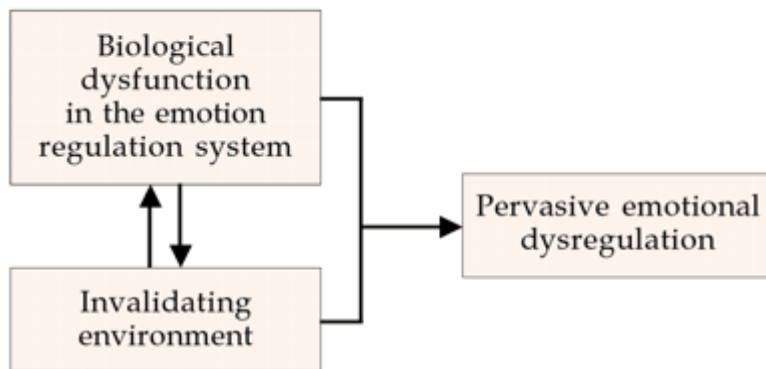 Biological
dysfunction
in the emotion
regulation system
Pervasive emotional
dysregulation
Invalidating
environment